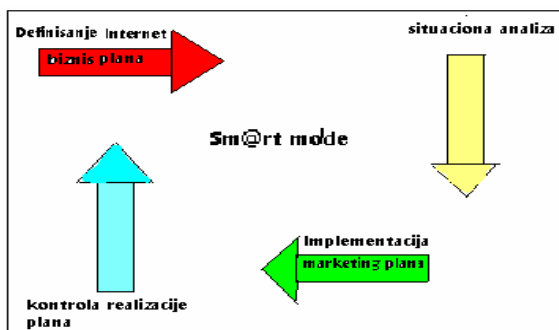 Definisanje Internet
biznis plana
situaciona analiza
Sm@rt mode
Implementacija
marketing plana
kontrola realizacije
plana